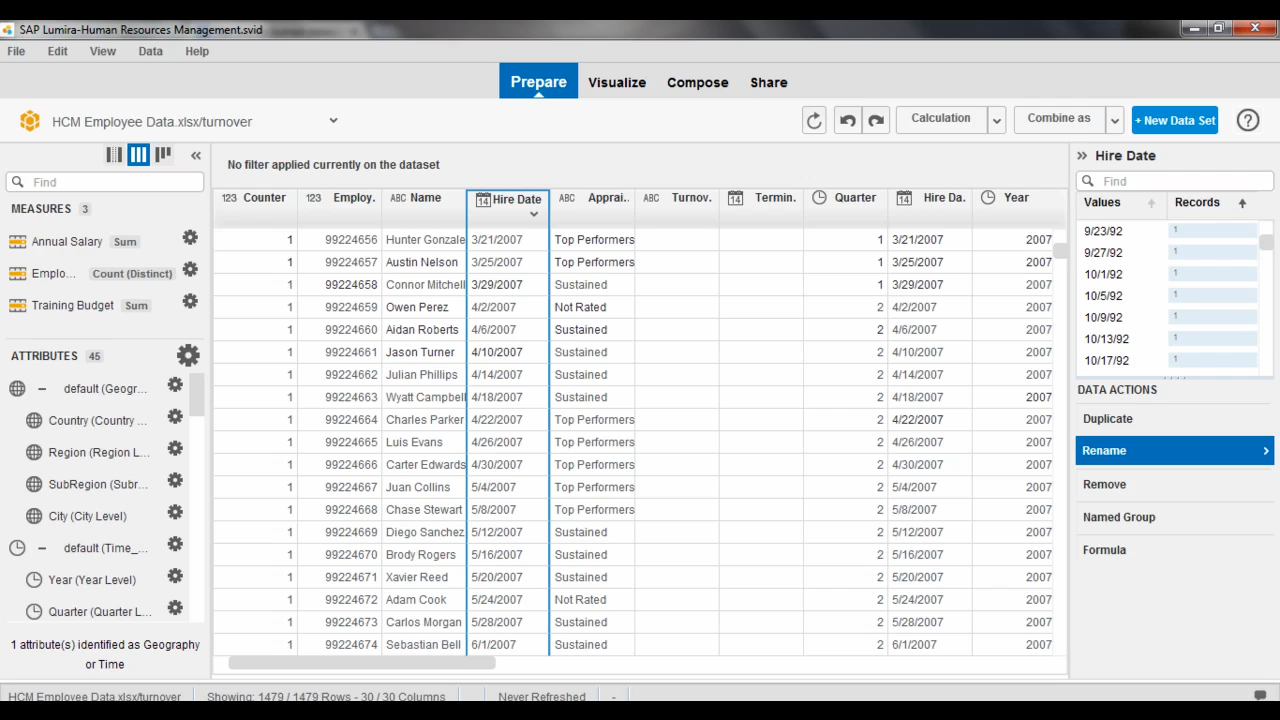 SAP Lumira-Human Resources Management.svid
File Edit View Data Help
Prepare Visualize Compose Share
HCM Employee Data.xlsx/turnover
Calculation Combine as + New Data Set ?
Find
MEASURES 3
Annual Salary Sum
Emplo... Count (Distinct)
Training Budget Sum
ATTRIBUTES 45
default (Geogr...
Country (Country ...
Region (Region L...
SubRegion (Subr...
City (City Level)
default (Time_...
Year (Year Level)
Quarter (Quarter L...
1 attribute(s) identified as Geography
or Time
No filter applied currently on the dataset
123 Counter 123 Employ.. ABC Name 14 Hire Date ABC Apprai.. ABC Turnov.. 14 Termin.. Quarter 14 Hire Da.. Year
1 99224656 Hunter Gonzale 3/21/2007 Top Performers 1 3/21/2007 2007
1 99224657 Austin Nelson 3/25/2007 Top Performers 1 3/25/2007 2007
1 99224658 Connor Mitchell 3/29/2007 Sustained 1 3/29/2007 2007
1 99224659 Owen Perez 4/2/2007 Not Rated 2 4/2/2007 2007
1 99224660 Aidan Roberts 4/6/2007 Sustained 2 4/6/2007 2007
1 99224661 Jason Turner 4/10/2007 Sustained 2 4/10/2007 2007
1 99224662 Julian Phillips 4/14/2007 Sustained 2 4/14/2007 2007
1 99224663 Wyatt Campbell 4/18/2007 Sustained 2 4/18/2007 2007
1 99224664 Charles Parker 4/22/2007 Top Performers 2 4/22/2007 2007
1 99224665 Luis Evans 4/26/2007 Top Performers 2 4/26/2007 2007
1 99224666 Carter Edwards 4/30/2007 Top Performers 2 4/30/2007 2007
1 99224667 Juan Collins 5/4/2007 Top Performers 2 5/4/2007 2007
1 99224668 Chase Stewart 5/8/2007 Top Performers 2 5/8/2007 2007
1 99224669 Diego Sanchez 5/12/2007 Sustained 2 5/12/2007 2007
1 99224670 Brody Rogers 5/16/2007 Sustained 2 5/16/2007 2007
1 99224671 Xavier Reed 5/20/2007 Sustained 2 5/20/2007 2007
1 99224672 Adam Cook 5/24/2007 Not Rated 2 5/24/2007 2007
1 99224673 Carlos Morgan 5/28/2007 Sustained 2 5/28/2007 2007
1 99224674 Sebastian Bell 6/1/2007 Sustained 2 6/1/2007 2007
Hire Date
Find
Values Records
9/23/92 1
9/27/92 1
10/1/92 1
10/5/92 1
10/9/92 1
10/13/92 1
10/17/92 1
DATA ACTIONS
Duplicate
Rename
Remove
Named Group
Formula
HCM Employee Data.xlsx/turnover Showing: 1479 / 1479 Rows - 30 / 30 Columns Never Refreshed -